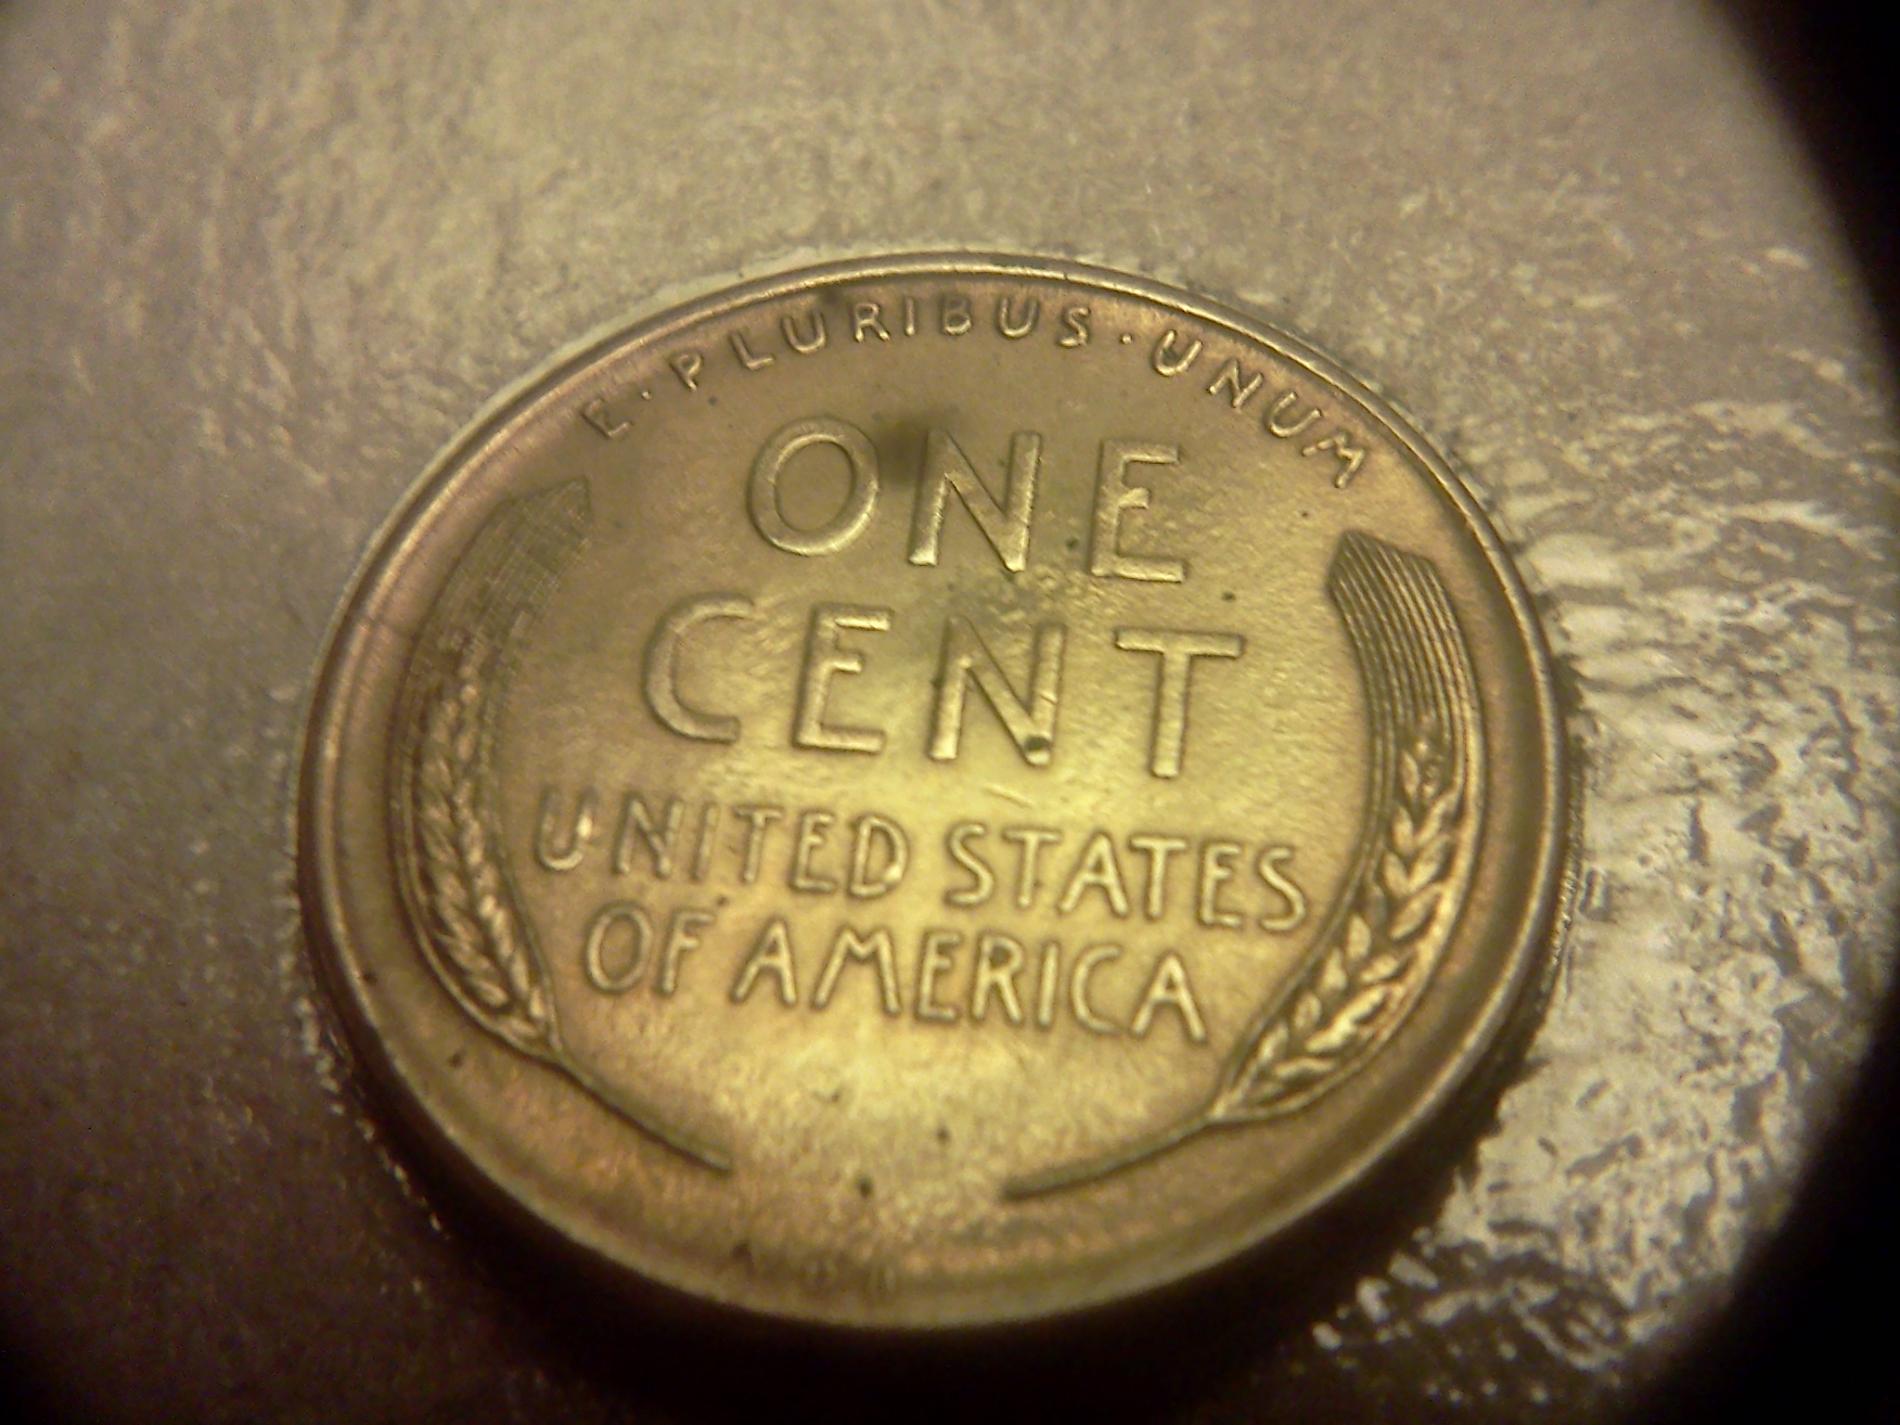 E·PLURIBUS·UNUM
ONE
CENT
UNITED STATES
OF AMERICA